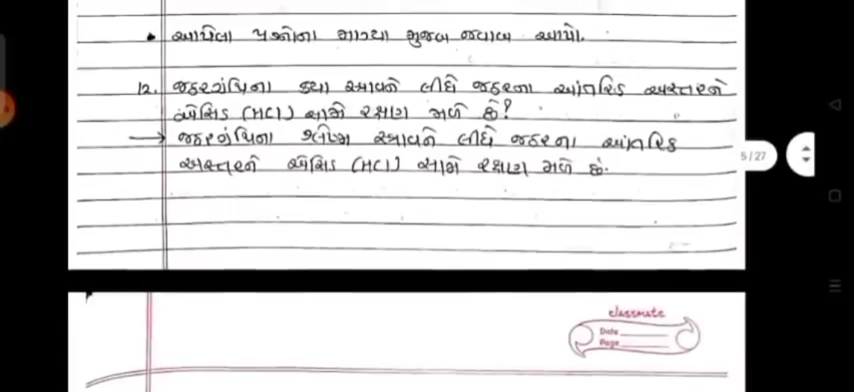 • આપેલા પ્રશ્નોના માગ્યા મુજબ જવાબ આપો.
12. જઠરગ્રંથિના કયા સ્ત્રાવને લીધે જઠરના આંતરિક અસ્તરને
એસિડ (HCl) સામે રક્ષણ મળે છે?
→ જઠરગ્રંથિના શ્લેષ્મ સ્ત્રાવને લીધે જઠરના આંતરિક
અસ્તરને એસિડ (HCl) સામે રક્ષણ મળે છે.
5/27
classmate
Date
Page